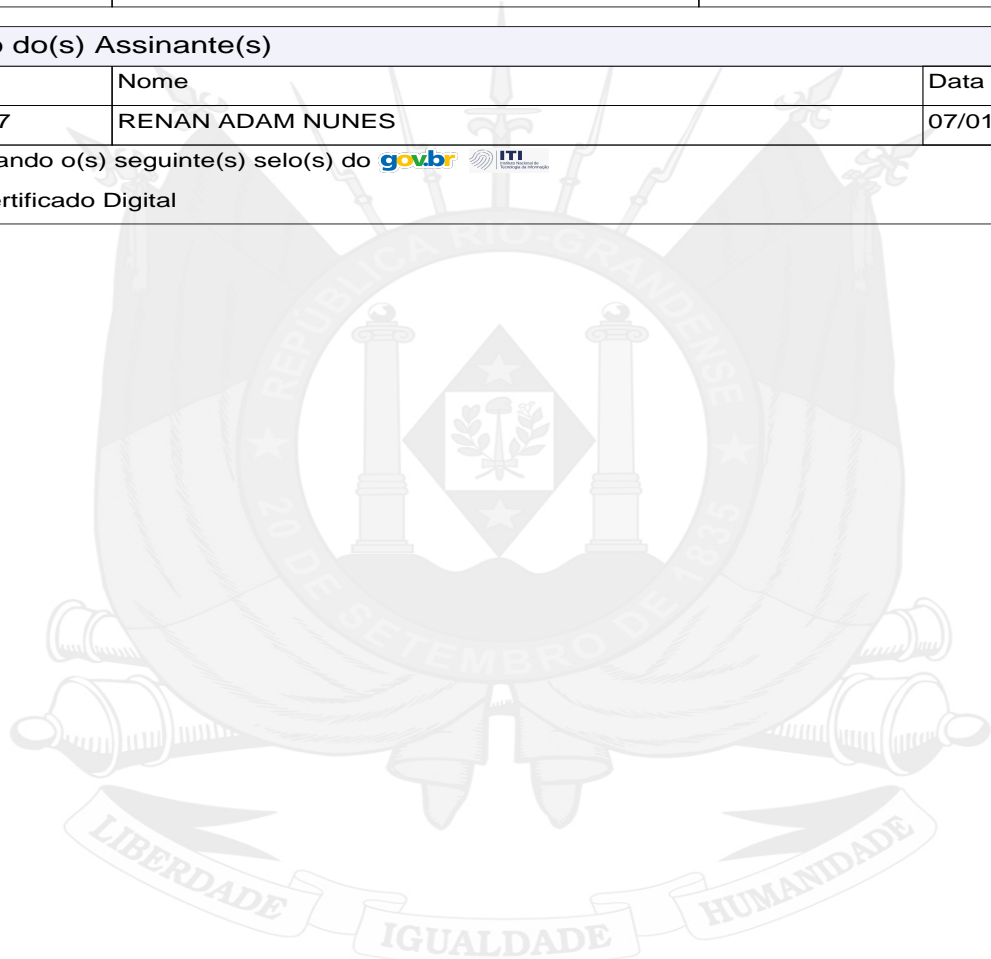 o do(s) Assinante(s)
Nome
Data
7
RENAN ADAM NUNES
07/01
ando o(s) seguinte(s) selo(s) do gov.br ITI
ertificado Digital
REPÚBLICA RIO-GRANDENSE
20 DE SETEMBRO DE 1835
LIBERDADE
IGUALDADE
HUMANIDADE